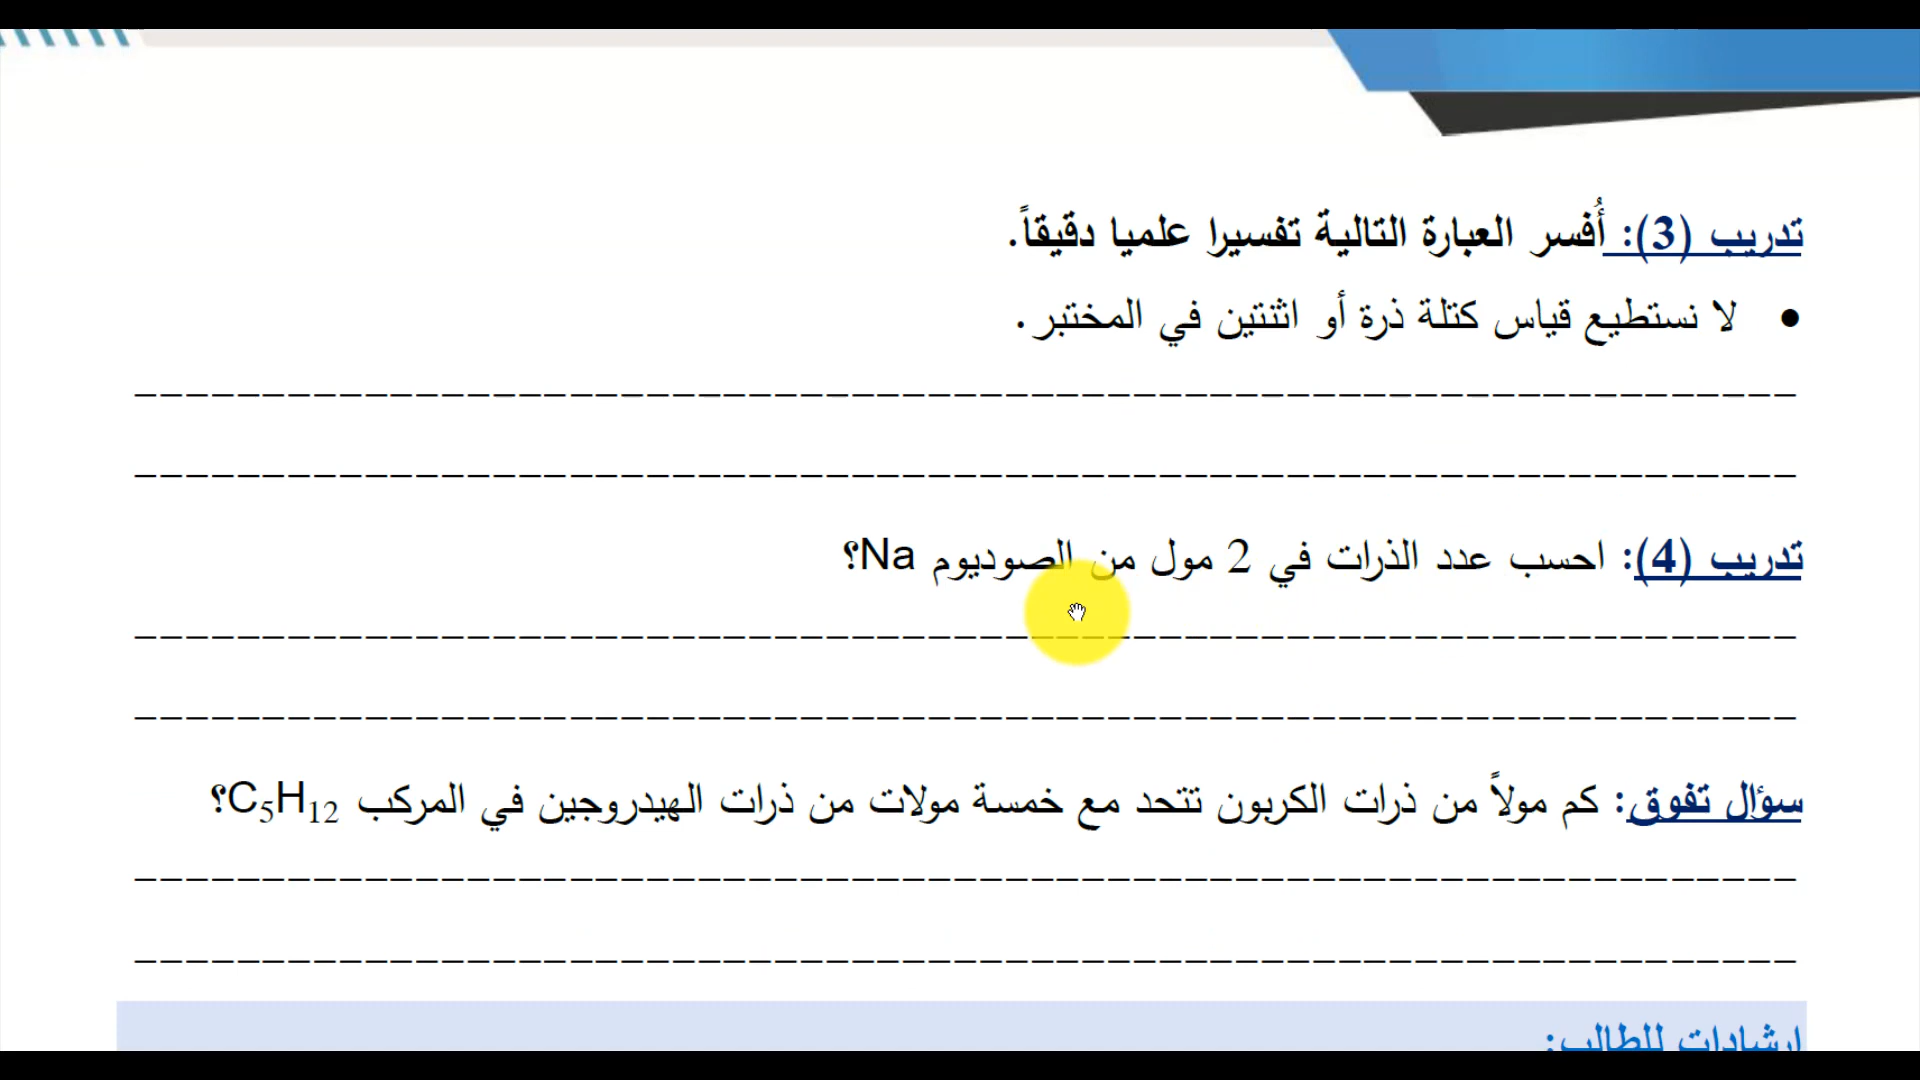 تدريب (3): أُفسر العبارة التالية تفسيرا علميا دقيقاً.
• لا نستطيع قياس كتلة ذرة أو اثنتين في المختبر.
تدريب (4): احسب عدد الذرات في 2 مول من الصوديوم Na؟
سؤال تفوق: كم مولاً من ذرات الكربون تتحد مع خمسة مولات من ذرات الهيدروجين في المركب C₅H₁₂؟
ارشادات للطالب: